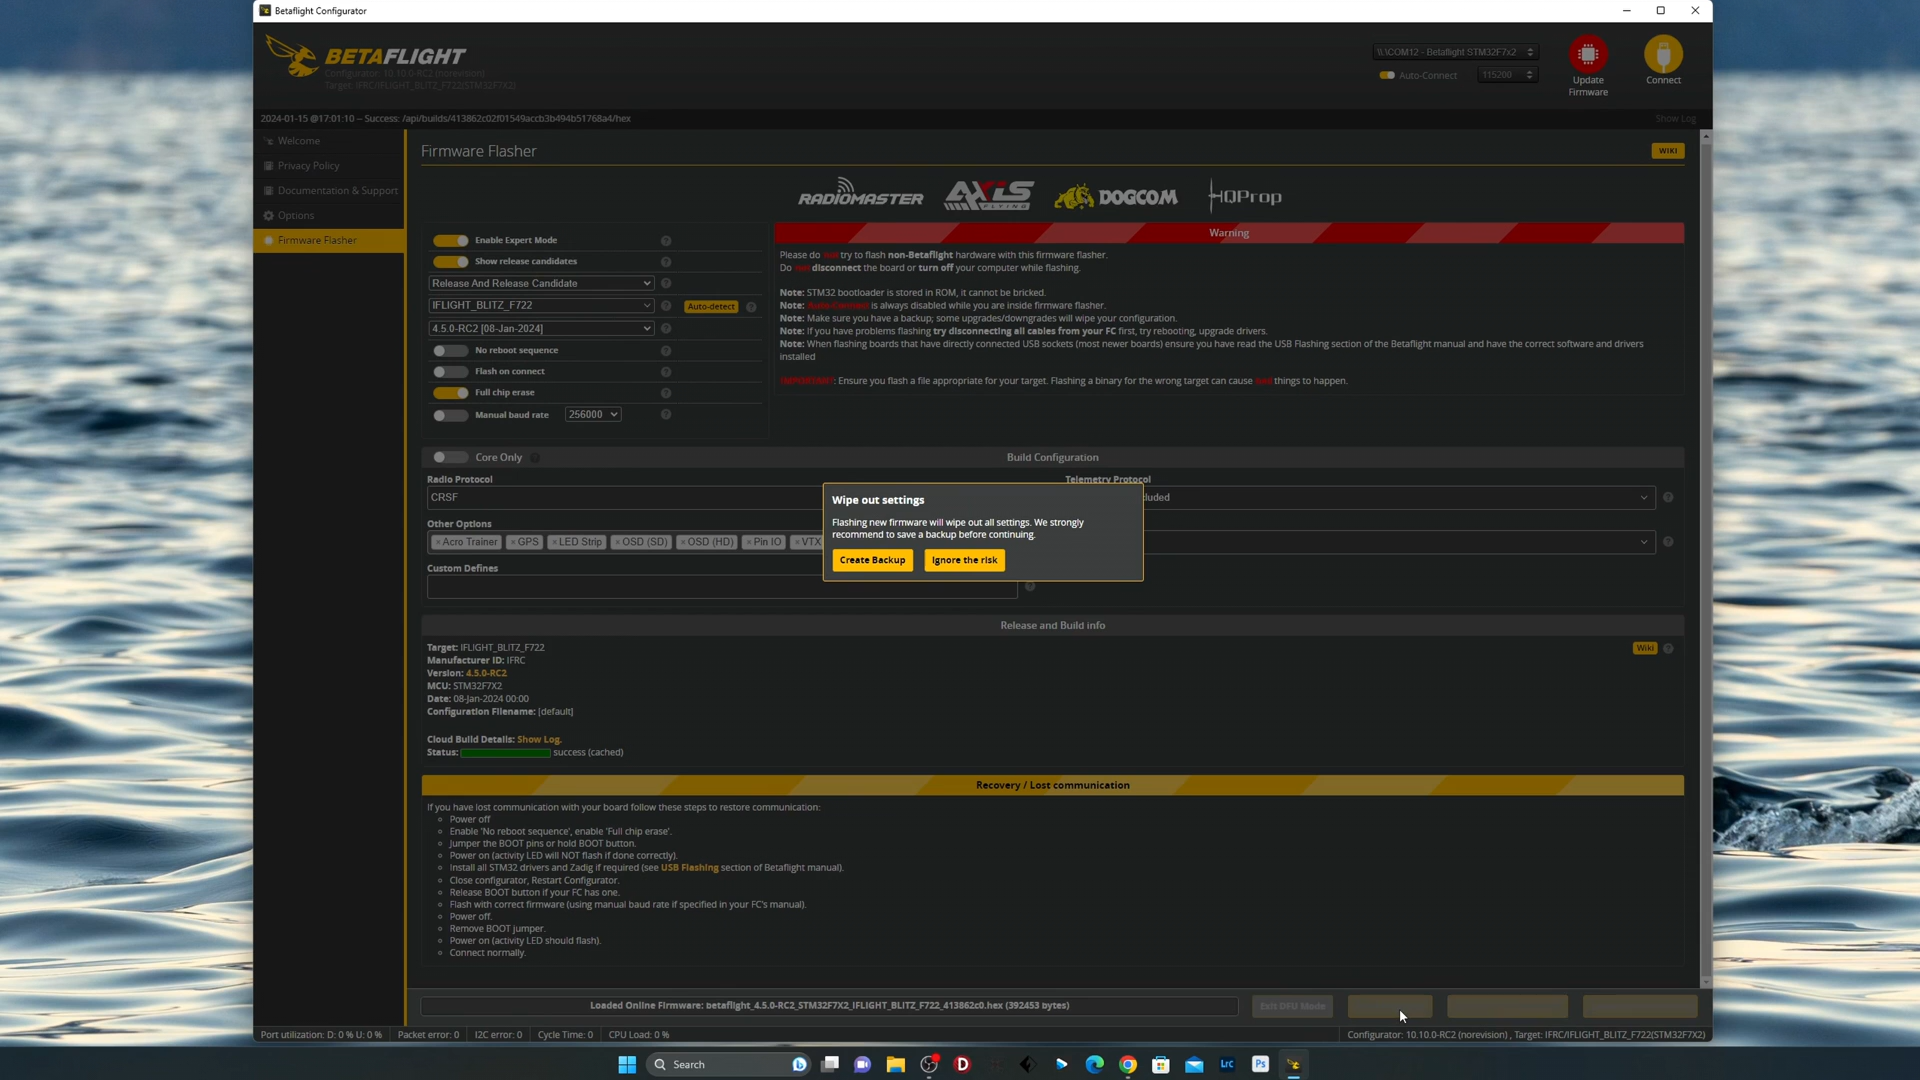 Betaflight Configurator
BETAFLIGHT
Configurator: 10.10.0-RC2 (norevision)
Target: IFRC/IFLIGHT_BLITZ_F722(STM32F7X2)
\\.\COM12 - Betaflight STM32F7x2
Auto-Connect
115200
Update
Firmware
Connect
2024-01-15 @17:01:10 -- Success: /api/builds/413862c02f01549accb3b494b51768a4/hex
Show Log
Welcome
Privacy Policy
Documentation & Support
Options
Firmware Flasher
Firmware Flasher
WIKI
RADIOMASTER
AXIS FLYING
DOGCOM
HQProp
Enable Expert Mode
Show release candidates
Release And Release Candidate
IFLIGHT_BLITZ_F722
Auto-detect
4.5.0-RC2 [08-Jan-2024]
No reboot sequence
Flash on connect
Full chip erase
Manual baud rate 256000
Warning
Please do not try to flash non-Betaflight hardware with this firmware flasher.
Do not disconnect the board or turn off your computer while flashing.
Note: STM32 bootloader is stored in ROM, it cannot be bricked.
Note: Auto-Connect is always disabled while you are inside firmware flasher.
Note: Make sure you have a backup; some upgrades/downgrades will wipe your configuration.
Note: If you have problems flashing try disconnecting all cables from your FC first, try rebooting, upgrade drivers.
Note: When flashing boards that have directly connected USB sockets (most newer boards) ensure you have read the USB Flashing section of the Betaflight manual and have the correct software and drivers
installed
IMPORTANT: Ensure you flash a file appropriate for your target. Flashing a binary for the wrong target can cause bad things to happen.
Core Only
Build Configuration
Radio Protocol
CRSF
Telemetry Protocol
Other Options
× Acro Trainer × GPS × LED Strip × OSD (SD) × OSD (HD) × Pin IO × VTX
Custom Defines
Wipe out settings
Flashing new firmware will wipe out all settings. We strongly
recommend to save a backup before continuing.
Create Backup
Ignore the risk
Release and Build info
Target: IFLIGHT_BLITZ_F722
Manufacturer ID: IFRC
Version: 4.5.0-RC2
MCU: STM32F7X2
Date: 08-Jan-2024 00:00
Configuration Filename: [default]
Wiki
Cloud Build Details: Show Log.
Status: success (cached)
Recovery / Lost communication
If you have lost communication with your board follow these steps to restore communication:
Power off
Enable 'No reboot sequence', enable 'Full chip erase'.
Jumper the BOOT pins or hold BOOT button.
Power on (activity LED will NOT flash if done correctly).
Install all STM32 drivers and Zadig if required (see USB Flashing section of Betaflight manual).
Close configurator, Restart Configurator.
Release BOOT button if your FC has one.
Flash with correct firmware (using manual baud rate if specified in your FC's manual).
Power off.
Remove BOOT jumper.
Power on (activity LED should flash).
Connect normally.
Loaded Online Firmware: betaflight_4.5.0-RC2_STM32F7X2_IFLIGHT_BLITZ_F722_413862c0.hex (392453 bytes)
Exit DFU Mode
Port utilization: D: 0 % U: 0 %
Packet error: 0
I2C error: 0
Cycle Time: 0
CPU Load: 0 %
Configurator: 10.10.0-RC2 (norevision) , Target: IFRC/IFLIGHT_BLITZ_F722(STM32F7X2)
Search
D
Lrc
Ps